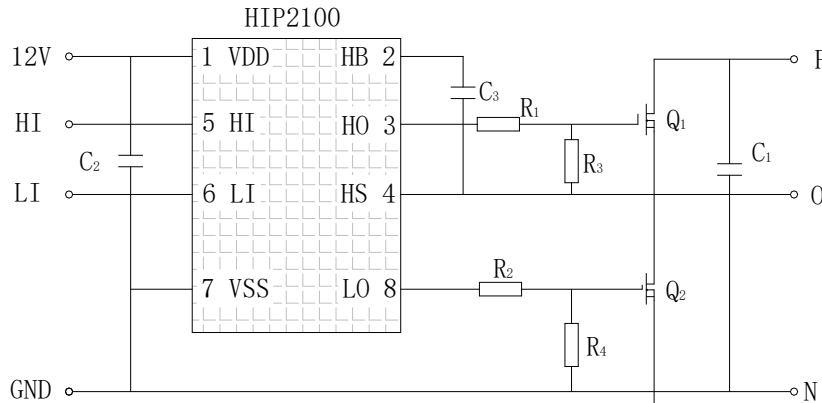 HIP2100
12V
1 VDD
HB 2
P
C3
HI
5 HI
HO 3
R1
Q1
C2
R3
C1
LI
6 LI
HS 4
O
7 VSS
LO 8
R2
Q2
R4
GND
N